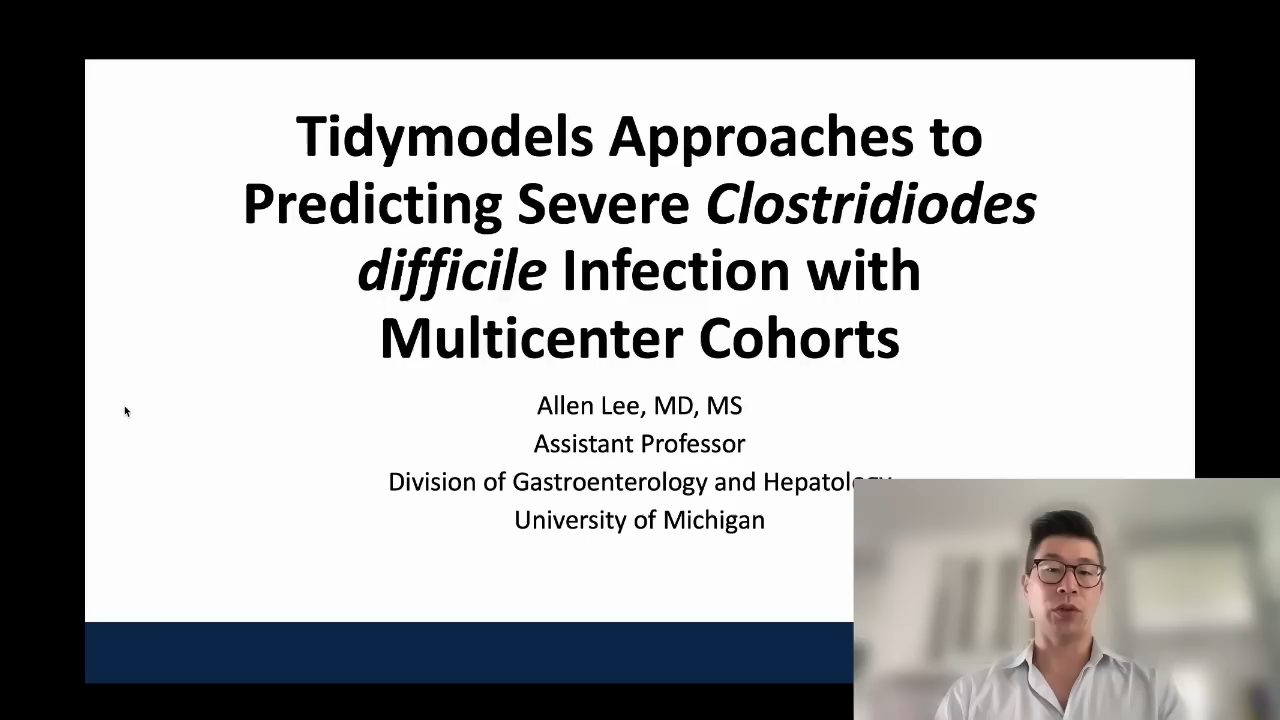 Tidymodels Approaches to
Predicting Severe Clostridiodes
difficile Infection with
Multicenter Cohorts
Allen Lee, MD, MS
Assistant Professor
Division of Gastroenterology and Hepatology
University of Michigan